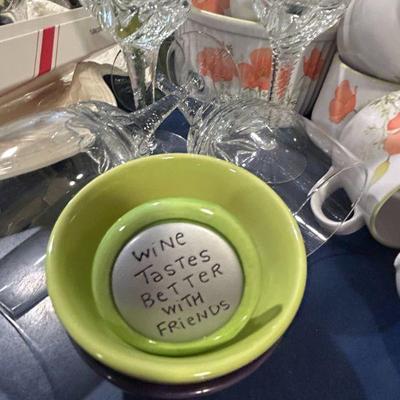 WiNe
TasTes
BeTTer
wiTH
FrieNDS